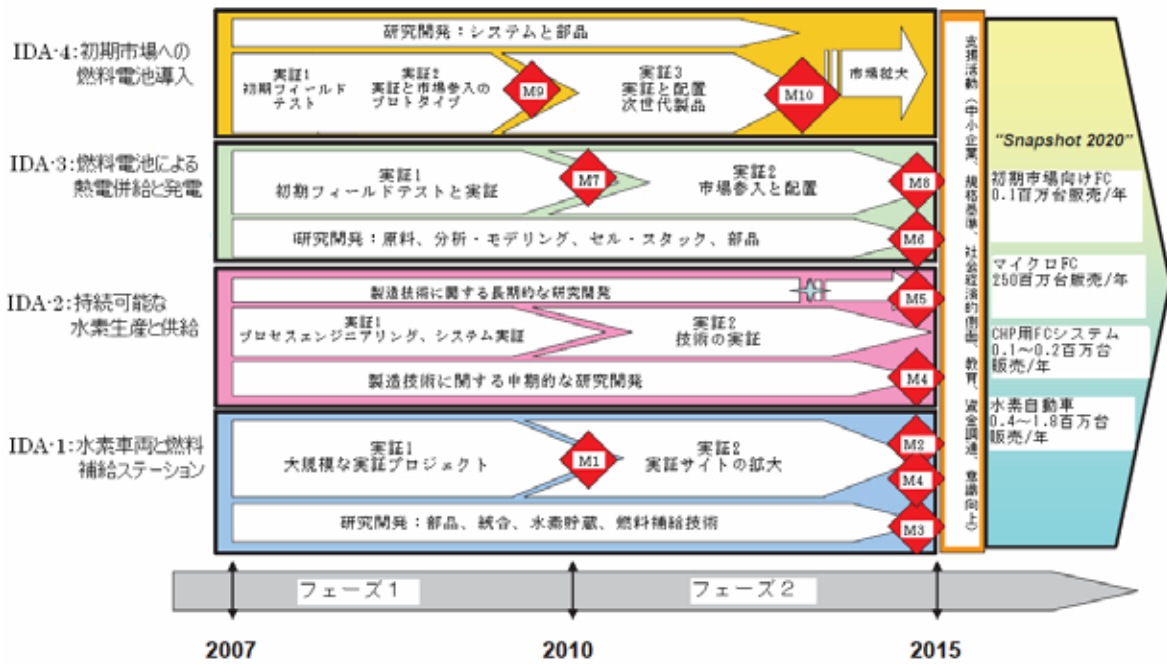 IDA-4:初期市場への
燃料電池導入
研究開発:システムと部品
実証1
初期フィールド
テスト
実証2
実証と市場参入の
プロトタイプ
M9
実証3
実証と配置
次世代製品
M10
市場拡大
IDA-3:燃料電池による
熱電併給と発電
実証1
初期フィールドテストと実証
M7
実証2
市場参入と配置
M8
研究開発:原料、分析・モデリング、セル・スタック、部品
M6
IDA-2:持続可能な
水素生産と供給
製造技術に関する長期的な研究開発
M5
実証1
プロセスエンジニアリング、システム実証
実証2
技術の実証
製造技術に関する中期的な研究開発
M4
IDA-1:水素車両と燃料
補給ステーション
実証1
大規模な実証プロジェクト
M1
実証2
実証サイトの拡大
M2
M4
研究開発:部品、統合、水素貯蔵、燃料補給技術
M3
支援活動(中小企業、規格基準、社会経済的側面、教育、資金調達、意識向上)
"Snapshot 2020"
初期市場向けFC
0.1百万台販売/年
マイクロFC
250百万台販売/年
CHP用FCシステム
0.1~0.2百万台
販売/年
水素自動車
0.4~1.8百万台
販売/年
フェーズ1
フェーズ2
2007
2010
2015